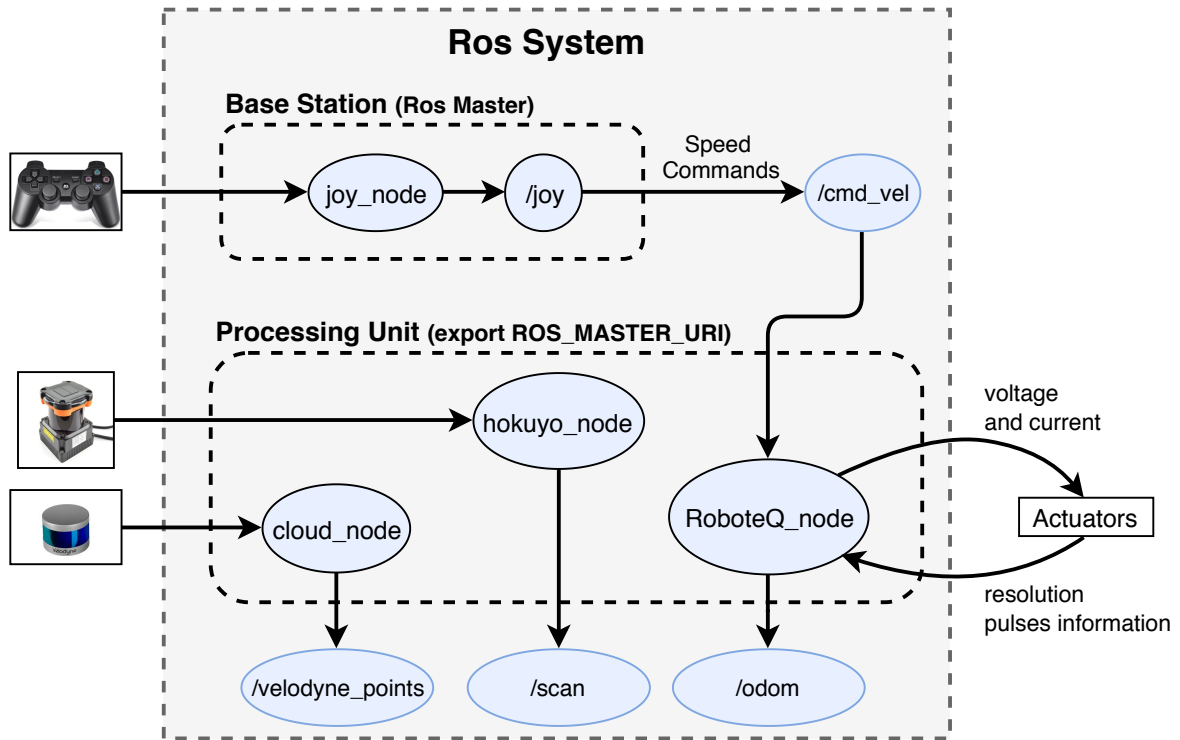 Ros System
Base Station (Ros Master)
Speed
Commands
joy_node
/joy
/cmd_vel
Processing Unit (export ROS_MASTER_URI)
voltage
and current
hokuyo_node
cloud_node
RoboteQ_node
Actuators
Velodyne
resolution
pulses information
/velodyne_points
/scan
/odom